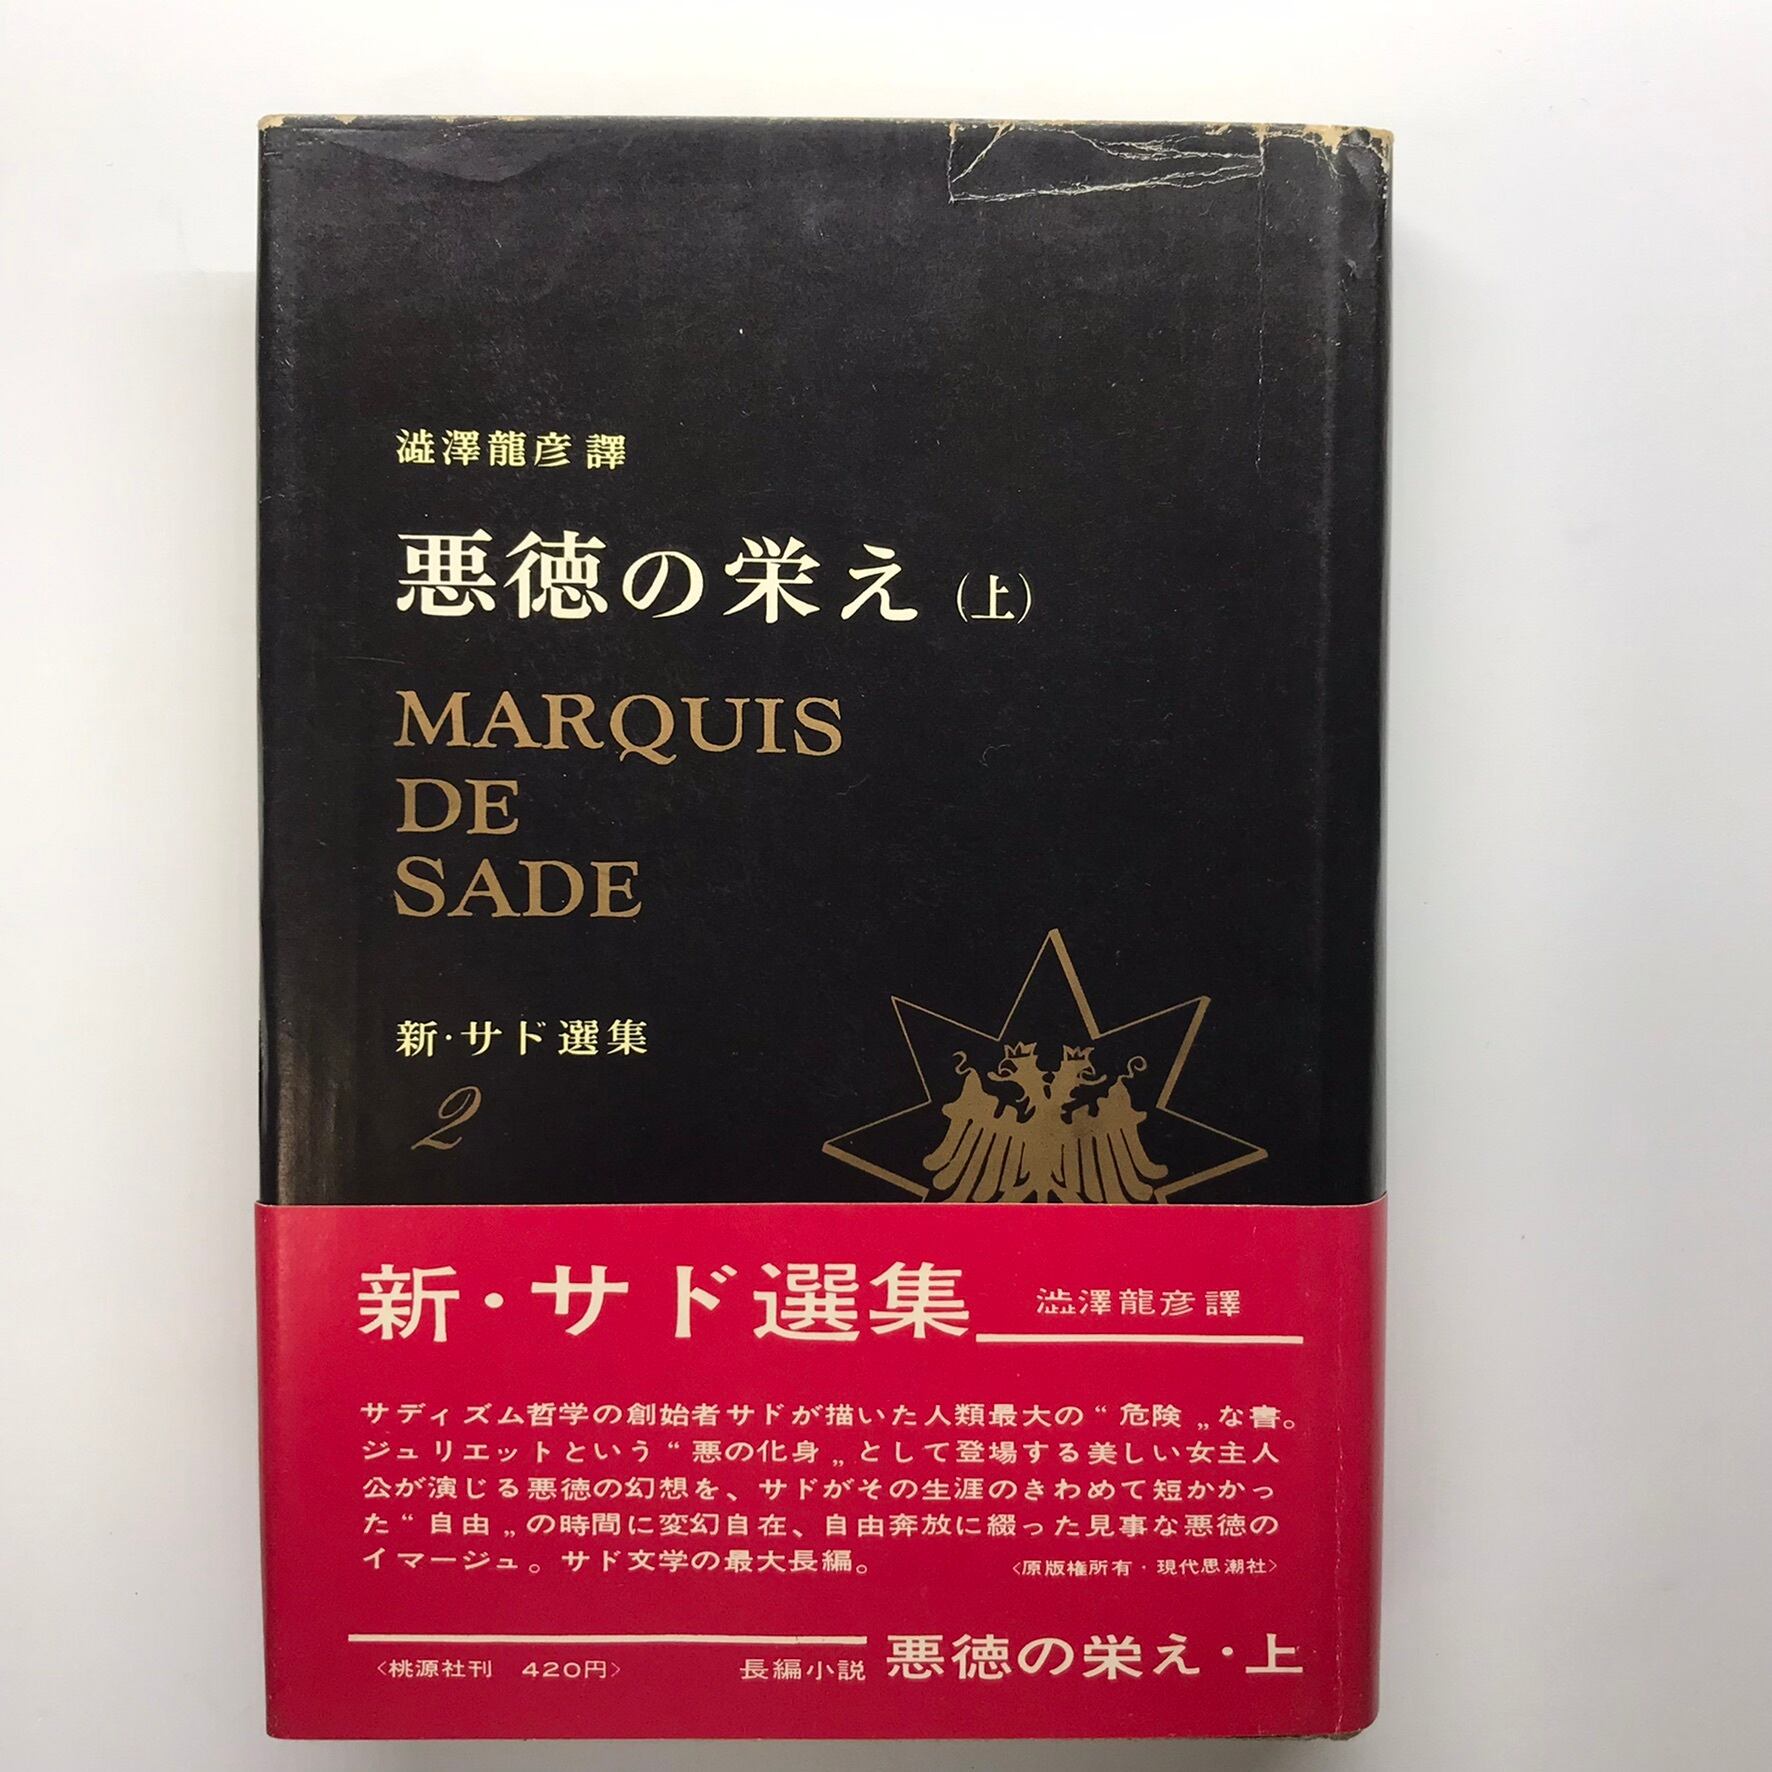 澁澤龍彦 譯
悪徳の栄え (上)
MARQUIS
DE
SADE
新·サド選集
2
新·サド選集 澁澤龍彦 譯
サディズム哲学の創始者サドが描いた人類最大の“危険„な書。
ジュリエットという“悪の化身„として登場する美しい女主人
公が演じる悪徳の幻想を、サドがその生涯のきわめて短かかっ
た“自由„の時間に変幻自在、自由奔放に綴った見事な悪徳の
イマージュ。サド文学の最大長編。 〈原版権所有·現代思潮社〉
〈桃源社刊 420円〉 長編小説 悪徳の栄え·上